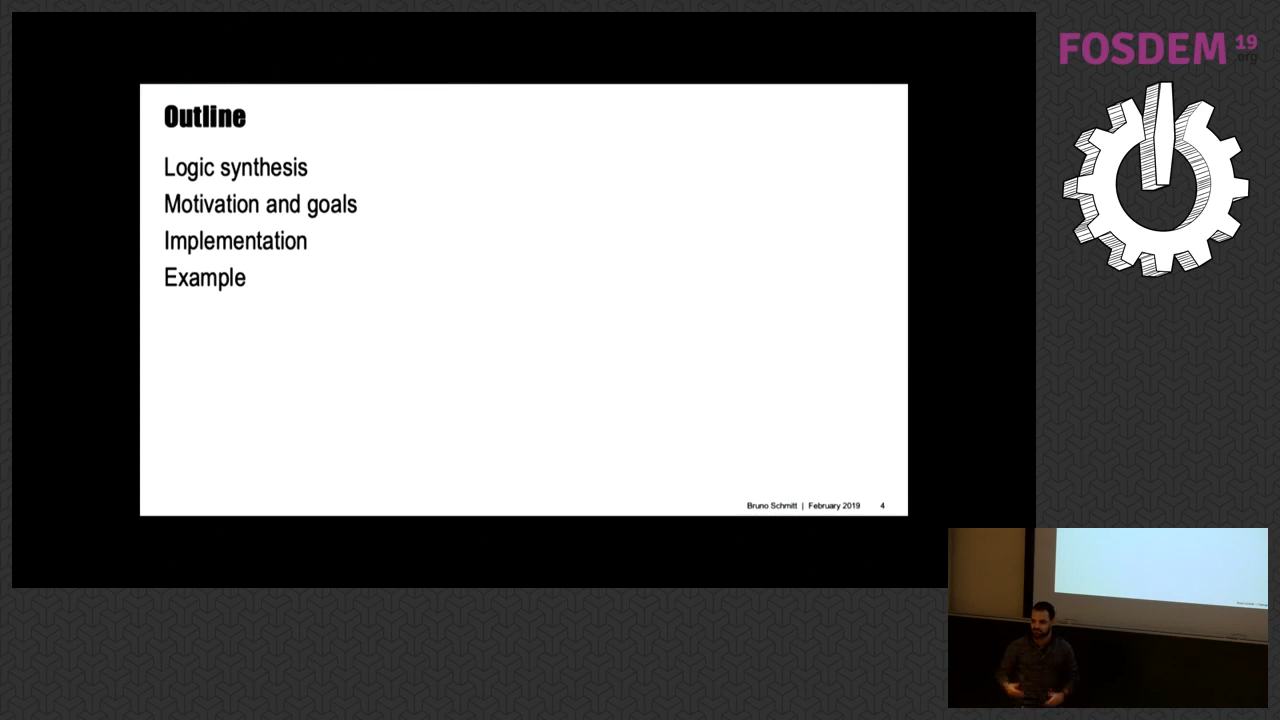 FOSDEM 19
.org
Outline
Logic synthesis
Motivation and goals
Implementation
Example
Bruno Schmitt | February 2019 4